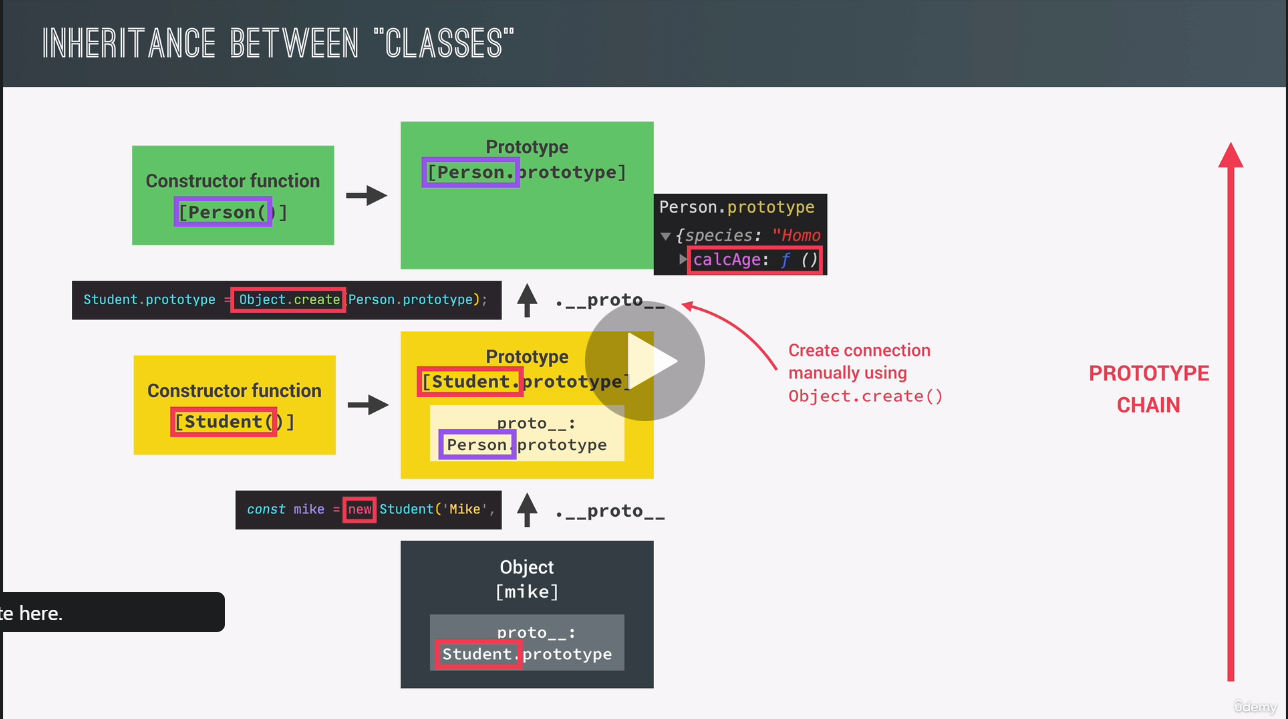 INHERITANCE BETWEEN "CLASSES"
Prototype
[Person.prototype]
Constructor function
[Person()]
Person.prototype
{species: "Homo
calcAge: ƒ ()
Student.prototype = Object.create(Person.prototype);
.__proto__
Create connection
manually using
Object.create()
PROTOTYPE
CHAIN
Prototype
[Student.prototype]
Constructor function
[Student()]
proto__:
Person.prototype
const mike = new Student('Mike',
.__proto__
Object
[mike]
te here.
proto__:
Student.prototype
ûdemy